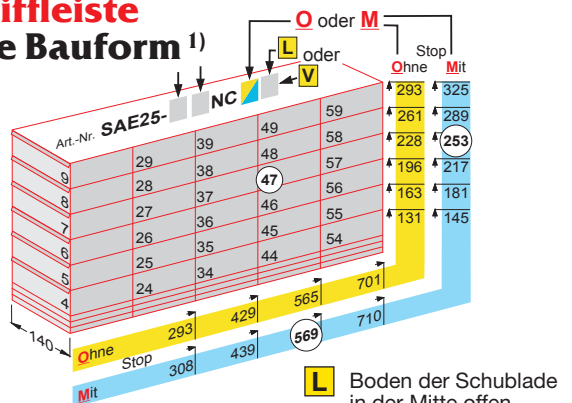 iffleiste
e Bauform 1)
O oder M
L oder
V
Stop
Ohne Mit
Art.-Nr. SAE25- NC
293 325
261 289
228 253
196 217
163 181
131 145
9 29 39 49 59
8 28 38 48 58
7 27 37 47 57
6 26 36 46 56
5 25 35 45 55
4 24 34 44 54
140
Ohne 293 429 565 701
Stop
Mit 308 439 569 710
L Boden der Schublade
in der Mitte offen